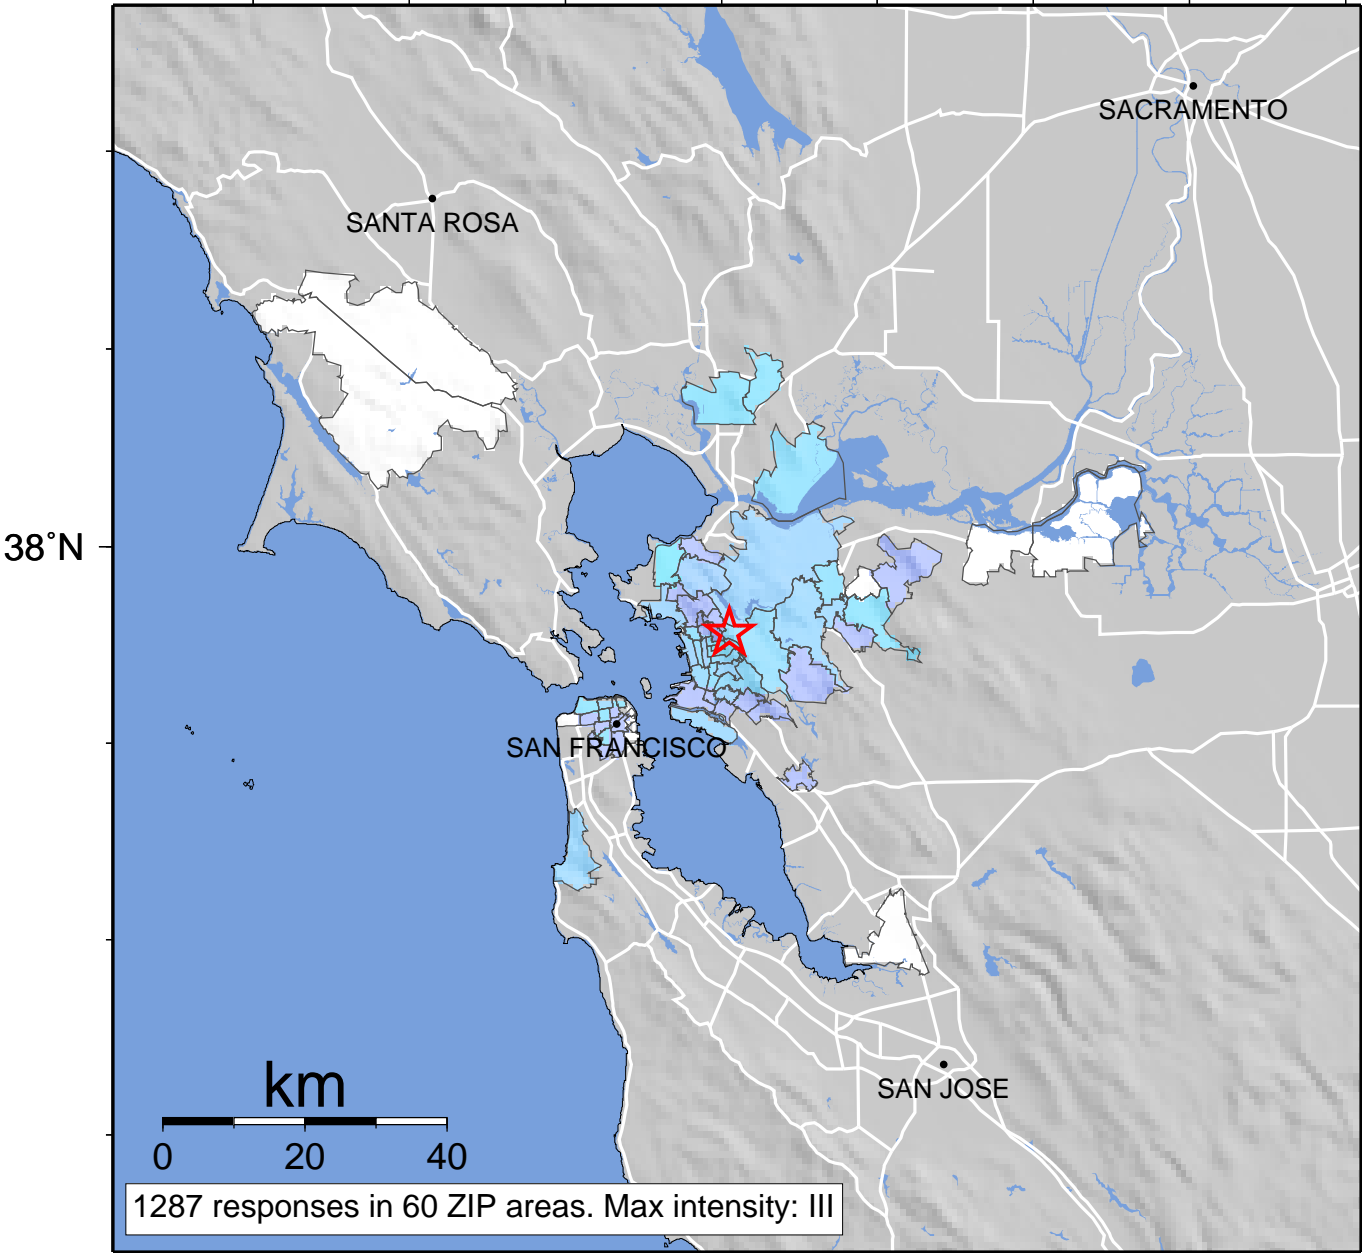 SACRAMENTO
SANTA ROSA
38˚N
SAN FRANCISCO
km
SAN JOSE
0 20 40
1287 responses in 60 ZIP areas. Max intensity: III